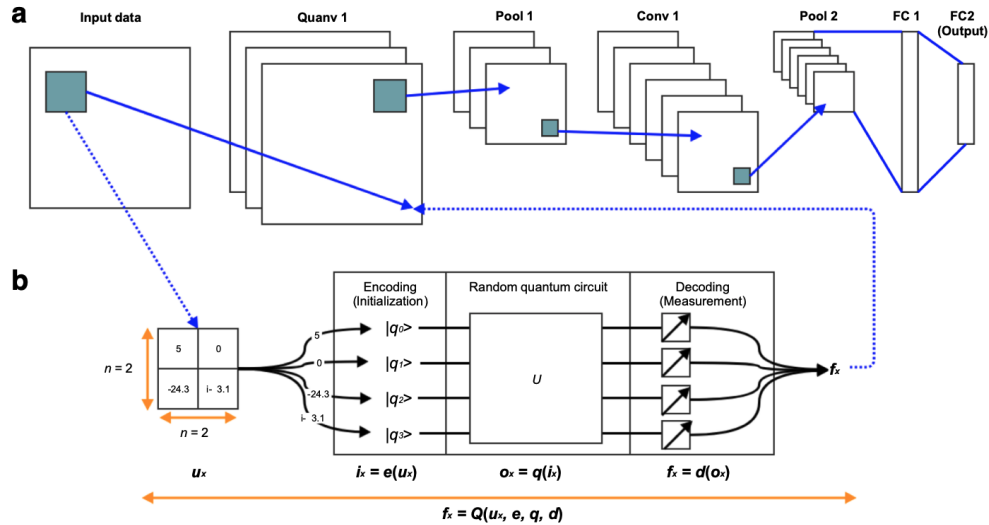 a
Input data
Quanv 1
Pool 1
Conv 1
Pool 2
FC 1
FC2
(Output)
b
Encoding
(Initialization)
Random quantum circuit
Decoding
(Measurement)
n = 2
5
0
-24.3
i- 3.1
n = 2
5
0
-24.3
i- 3.1
|q0>
|q1>
|q2>
|q3>
U
fx
ux
ix = e(ux)
ox = q(ix)
fx = d(ox)
fx = Q(ux, e, q, d)